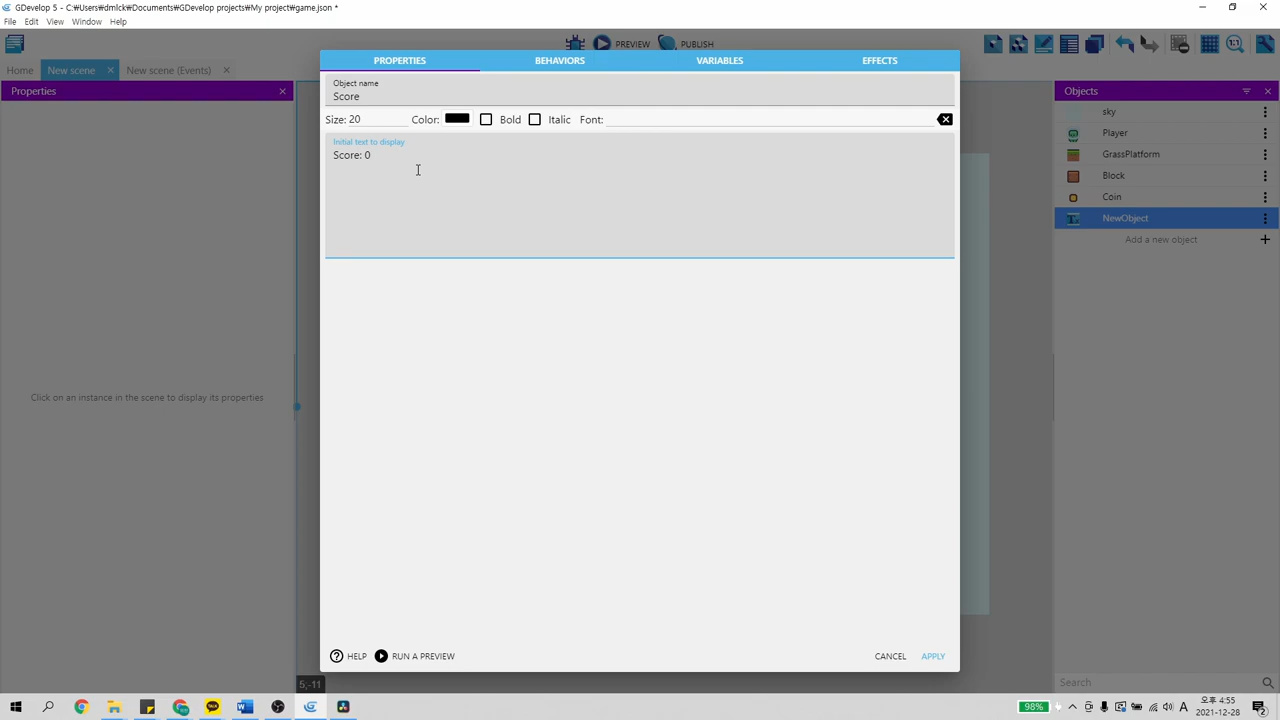 GDevelop 5 - C:₩Users₩dmlck₩Documents₩GDevelop projects₩My project₩game.json *
File Edit View Window Help
PREVIEW PUBLISH
Home New scene × New scene (Events) ×
Properties ×
Click on an instance in the scene to display its properties
PROPERTIES BEHAVIORS VARIABLES EFFECTS
Object name
Score
Size: 20 Color: Bold Italic Font:
Initial text to display
Score: 0
HELP RUN A PREVIEW CANCEL APPLY
Objects
sky
Player
GrassPlatform
Block
Coin
NewObject
Add a new object
Search
5;-11
98% A 오후 4:55
2021-12-28
2